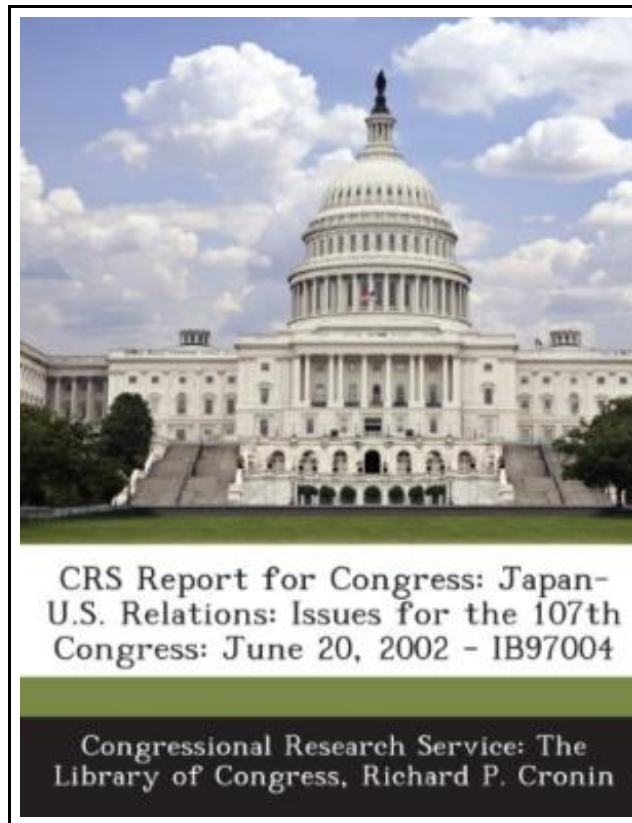 CRS Report for Congress: Japan-
U.S. Relations: Issues for the 107th
Congress: June 20, 2002 - IB97004
Congressional Research Service: The
Library of Congress, Richard P. Cronin